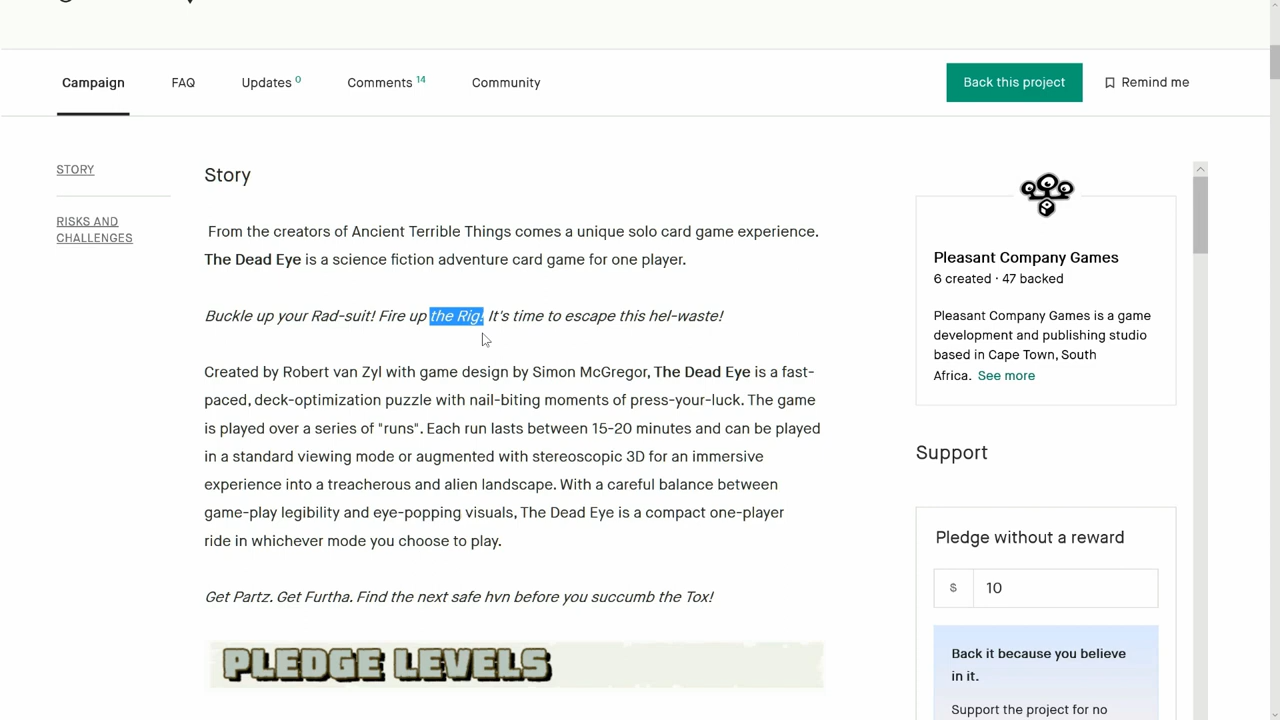 Campaign
FAQ
Updates 0
Comments 14
Community
Back this project
Remind me
STORY
RISKS AND
CHALLENGES
Story
From the creators of Ancient Terrible Things comes a unique solo card game experience.
The Dead Eye is a science fiction adventure card game for one player.
Buckle up your Rad-suit! Fire up the Rig! It's time to escape this hel-waste!
Created by Robert van Zyl with game design by Simon McGregor, The Dead Eye is a fast-
paced, deck-optimization puzzle with nail-biting moments of press-your-luck. The game
is played over a series of "runs". Each run lasts between 15-20 minutes and can be played
in a standard viewing mode or augmented with stereoscopic 3D for an immersive
experience into a treacherous and alien landscape. With a careful balance between
game-play legibility and eye-popping visuals, The Dead Eye is a compact one-player
ride in whichever mode you choose to play.
Get Partz. Get Furtha. Find the next safe hvn before you succumb the Tox!
PLEDGE LEVELS
Pleasant Company Games
6 created · 47 backed
Pleasant Company Games is a game
development and publishing studio
based in Cape Town, South
Africa. See more
Support
Pledge without a reward
$ 10
Back it because you believe
in it.
Support the project for no